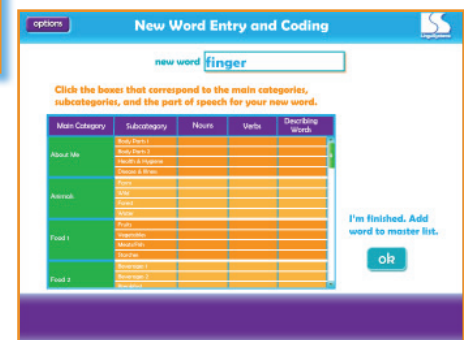 options
New Word Entry and Coding
new word finger
Click the boxes that correspond to the main categories,
subcategories, and the part of speech for your new word.
Main Category Subcategory Nouns Verbs Describing
Words
About Me
Body Parts 1
Body Parts 2
Health & Hygiene
Disease & Illness
Animals
Farm
Wild
Forest
Water
Food 1
Fruits
Vegetables
Meats/Fish
Starches
Food 2
Beverages 1
Beverages 2
Breakfast
I'm finished. Add
word to master list.
ok